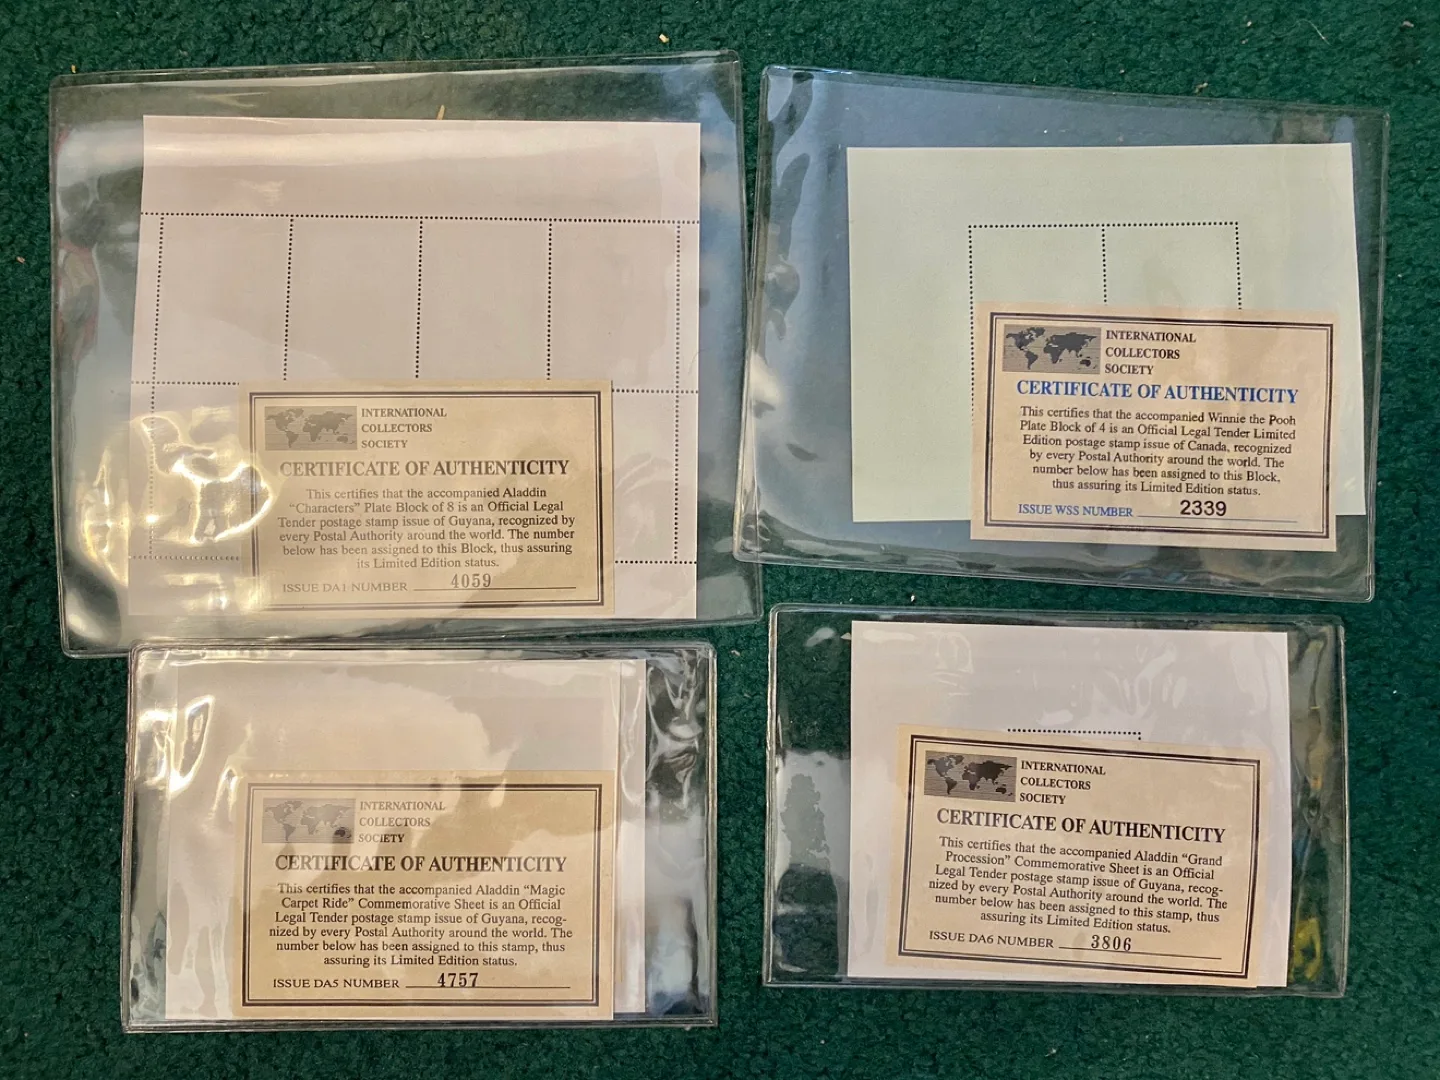 INTERNATIONAL
COLLECTORS
SOCIETY
CERTIFICATE OF AUTHENTICITY
This certifies that the accompanied Aladdin
“Characters” Plate Block of 8 is an Official Legal
Tender postage stamp issue of Guyana, recognized by
every Postal Authority around the world. The number
below has been assigned to this Block, thus assuring
its Limited Edition status.
ISSUE DA1 NUMBER 4059
INTERNATIONAL
COLLECTORS
SOCIETY
CERTIFICATE OF AUTHENTICITY
This certifies that the accompanied Winnie the Pooh
Plate Block of 4 is an Official Legal Tender Limited
Edition postage stamp issue of Canada, recognized
by every Postal Authority around the world. The
number below has been assigned to this Block,
thus assuring its Limited Edition status.
ISSUE WSS NUMBER 2339
INTERNATIONAL
COLLECTORS
SOCIETY
CERTIFICATE OF AUTHENTICITY
This certifies that the accompanied Aladdin “Magic
Carpet Ride” Commemorative Sheet is an Official
Legal Tender postage stamp issue of Guyana, recog-
nized by every Postal Authority around the world. The
number below has been assigned to this stamp, thus
assuring its Limited Edition status.
ISSUE DA5 NUMBER 4757
INTERNATIONAL
COLLECTORS
SOCIETY
CERTIFICATE OF AUTHENTICITY
This certifies that the accompanied Aladdin “Grand
Procession” Commemorative Sheet is an Official
Legal Tender postage stamp issue of Guyana, recog-
nized by every Postal Authority around the world. The
number below has been assigned to this stamp, thus
assuring its Limited Edition status.
ISSUE DA6 NUMBER 3806